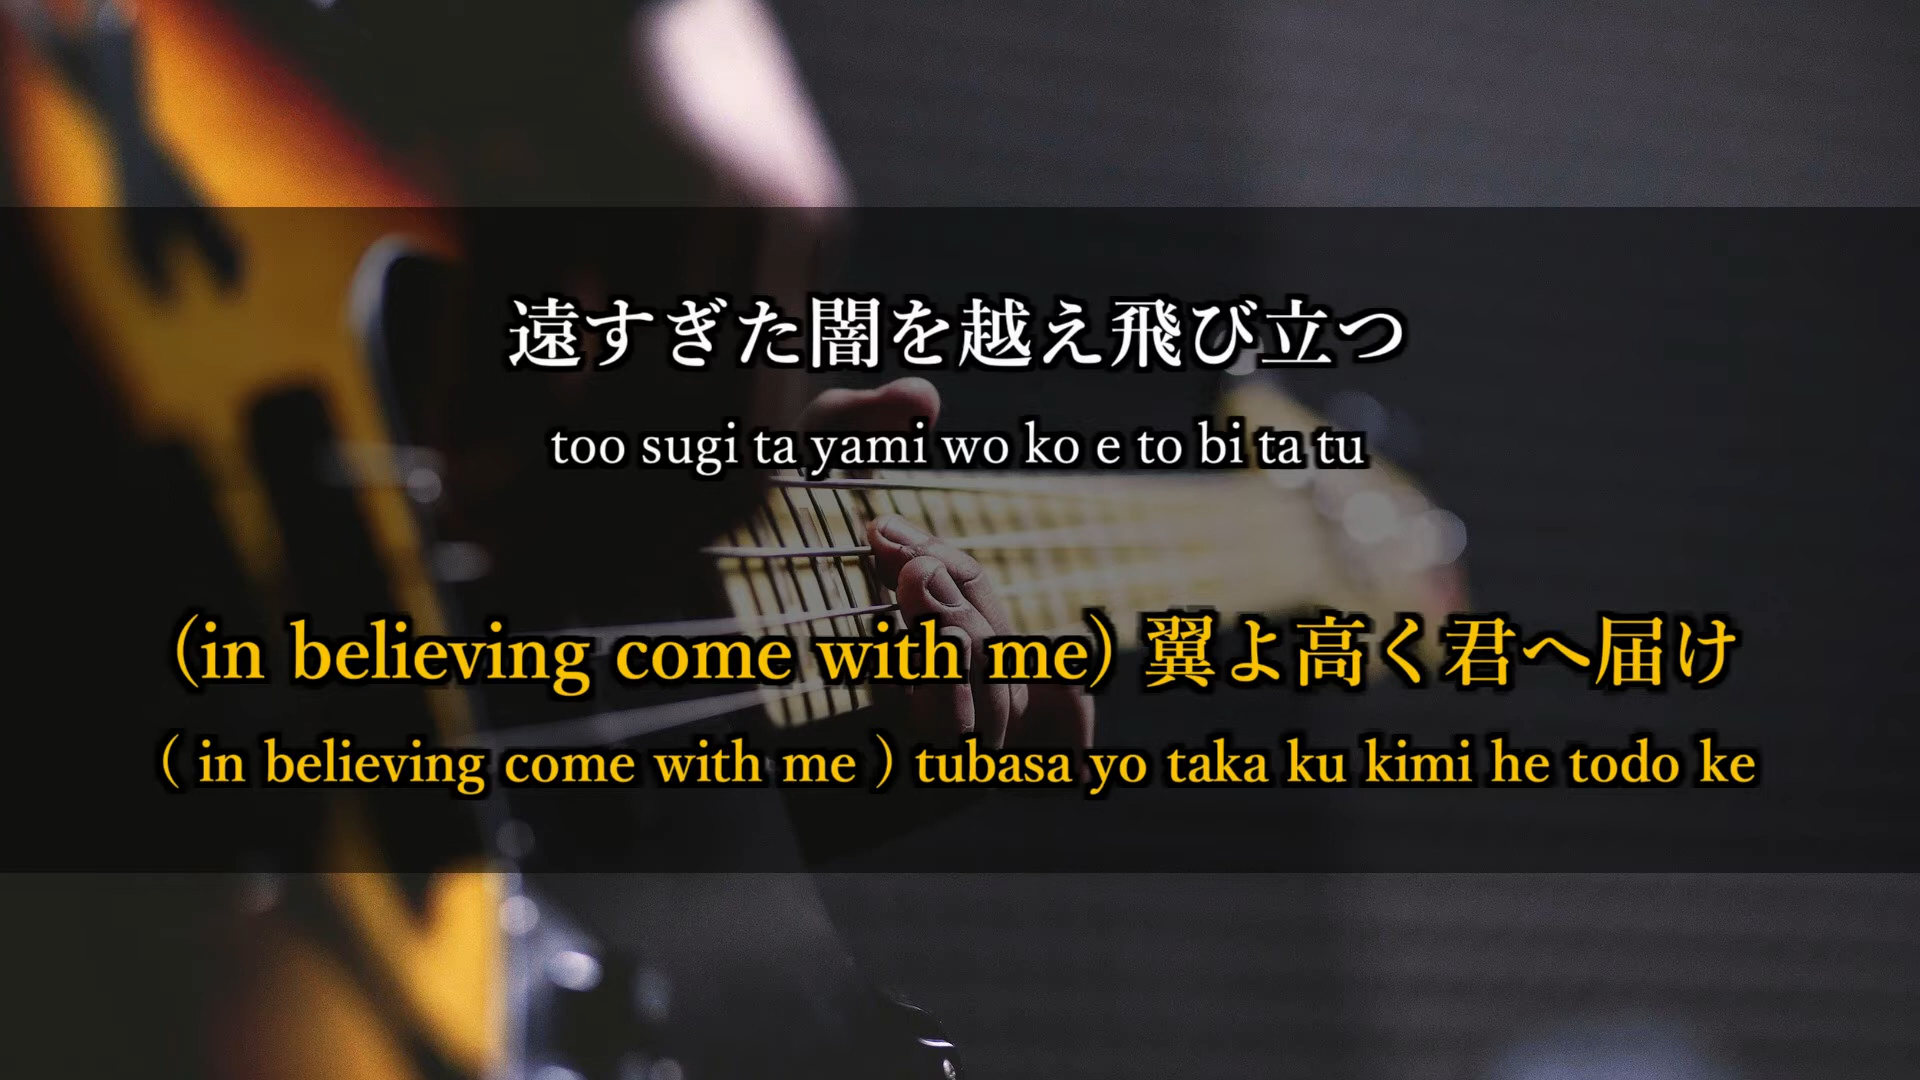 遠すぎた闇を越え飛び立つ
too sugi ta yami wo ko e to bi ta tu
(in believing come with me) 翼よ高く君へ届け
( in believing come with me ) tubasa yo taka ku kimi he todo ke